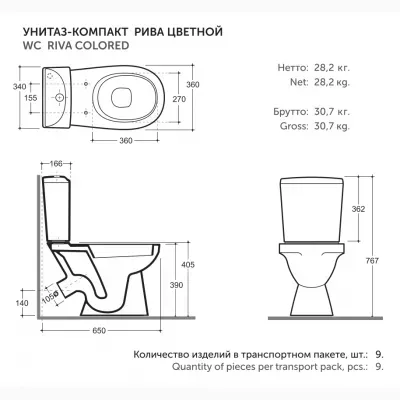 УНИТАЗ-КОМПАКТ РИВА ЦВЕТНОЙ
WC RIVA COLORED
Нетто: 28,2 кг.
Net: 28,2 kg.
Брутто: 30,7 кг.
Gross: 30,7 kg.
340
155
360
270
360
166
362
405
390
767
140
105Ø
650
Количество изделий в транспортном пакете, шт.: 9.
Quantity of pieces per transport pack, pcs.: 9.